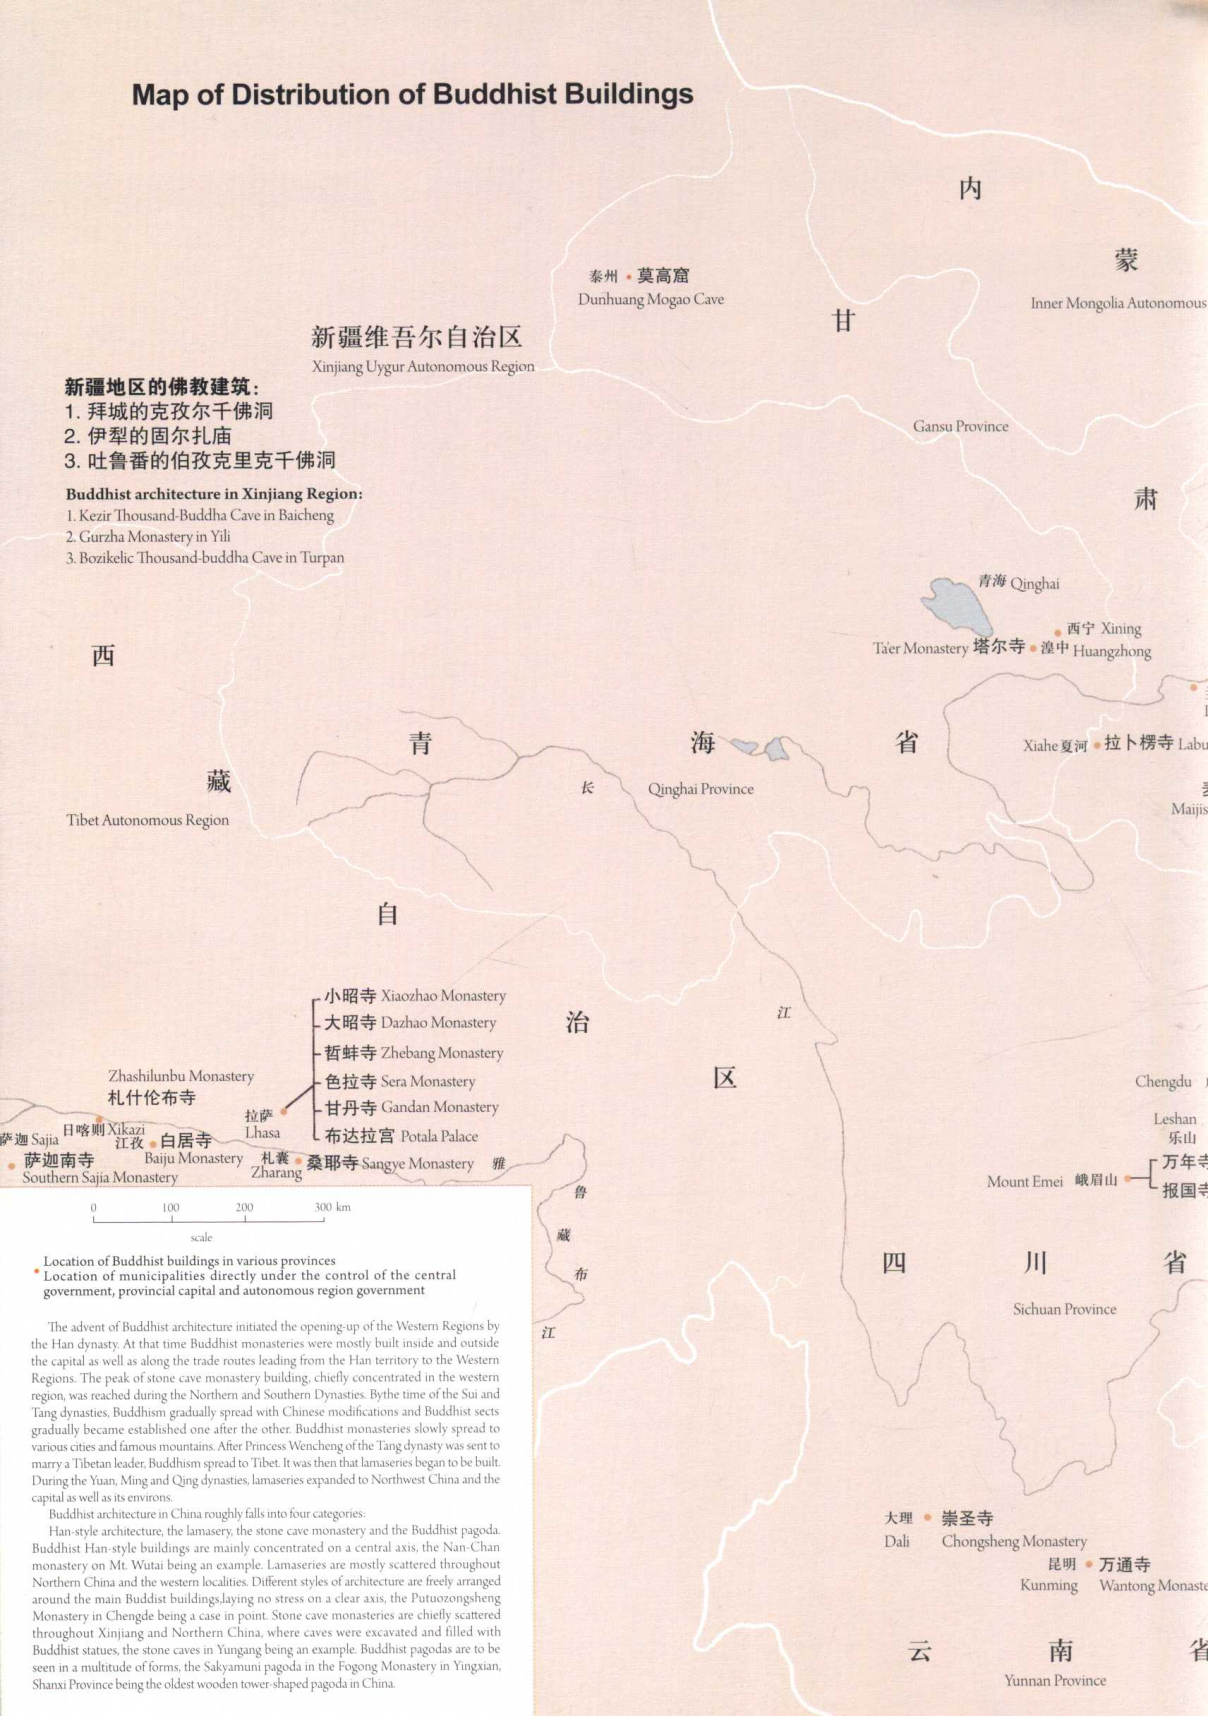 Map of Distribution of Buddhist Buildings
内
蒙
Inner Mongolia Autonomous
泰州 莫高窟
Dunhuang Mogao Cave
甘
新疆维吾尔自治区
Xinjiang Uygur Autonomous Region
新疆地区的佛教建筑:
1. 拜城的克孜尔千佛洞
2. 伊犁的固尔扎庙
3. 吐鲁番的伯孜克里克千佛洞
Buddhist architecture in Xinjiang Region:
1. Kezir Thousand-Buddha Cave in Baicheng
2. Gurzha Monastery in Yili
3. Bozikelic Thousand-buddha Cave in Turpan
Gansu Province
肃
青海 Qinghai
西宁 Xining
Ta'er Monastery 塔尔寺 湟中 Huangzhong
西
青
海
省
Xiahe 夏河 拉卜楞寺 Labu
藏
长
Qinghai Province
Maijis
Tibet Autonomous Region
自
小昭寺 Xiaozhao Monastery
大昭寺 Dazhao Monastery
哲蚌寺 Zhebang Monastery
色拉寺 Sera Monastery
甘丹寺 Gandan Monastery
布达拉宫 Potala Palace
治
江
区
Zhashilunbu Monastery
札什伦布寺
拉萨
Lhasa
日喀则 Xikazi
萨迦 Sajia
江孜 白居寺
Baiju Monastery
萨迦南寺
Southern Sajia Monastery
札囊 桑耶寺 Sangye Monastery
Zharang
雅
鲁
藏
布
江
Chengdu
Leshan
乐山
Mount Emei 峨眉山
万年寺
报国寺
四
川
省
Sichuan Province
0 100 200 300 km
scale
Location of Buddhist buildings in various provinces
Location of municipalities directly under the control of the central
government, provincial capital and autonomous region government
The advent of Buddhist architecture initiated the opening-up of the Western Regions by
the Han dynasty. At that time Buddhist monasteries were mostly built inside and outside
the capital as well as along the trade routes leading from the Han territory to the Western
Regions. The peak of stone cave monastery building, chiefly concentrated in the western
region, was reached during the Northern and Southern Dynasties. Bythe time of the Sui and
Tang dynasties, Buddhism gradually spread with Chinese modifications and Buddhist sects
gradually became established one after the other. Buddhist monasteries slowly spread to
various cities and famous mountains. After Princess Wencheng of the Tang dynasty was sent to
marry a Tibetan leader, Buddhism spread to Tibet. It was then that lamaseries began to be built.
During the Yuan, Ming and Qing dynasties, lamaseries expanded to Northwest China and the
capital as well as its environs.
Buddhist architecture in China roughly falls into four categories:
Han-style architecture, the lamasery, the stone cave monastery and the Buddhist pagoda.
Buddhist Han-style buildings are mainly concentrated on a central axis, the Nan-Chan
monastery on Mt. Wutai being an example. Lamaseries are mostly scattered throughout
Northern China and the western localities. Different styles of architecture are freely arranged
around the main Buddist buildings,laying no stress on a clear axis, the Putuozongsheng
Monastery in Chengde being a case in point. Stone cave monasteries are chiefly scattered
throughout Xinjiang and Northern China, where caves were excavated and filled with
Buddhist statues, the stone caves in Yungang being an example. Buddhist pagodas are to be
seen in a multitude of forms, the Sakyamuni pagoda in the Fogong Monastery in Yingxian,
Shanxi Province being the oldest wooden tower-shaped pagoda in China.
大理 崇圣寺
Dali Chongsheng Monastery
昆明 万通寺
Kunming Wantong Monaste
云
南
省
Yunnan Province